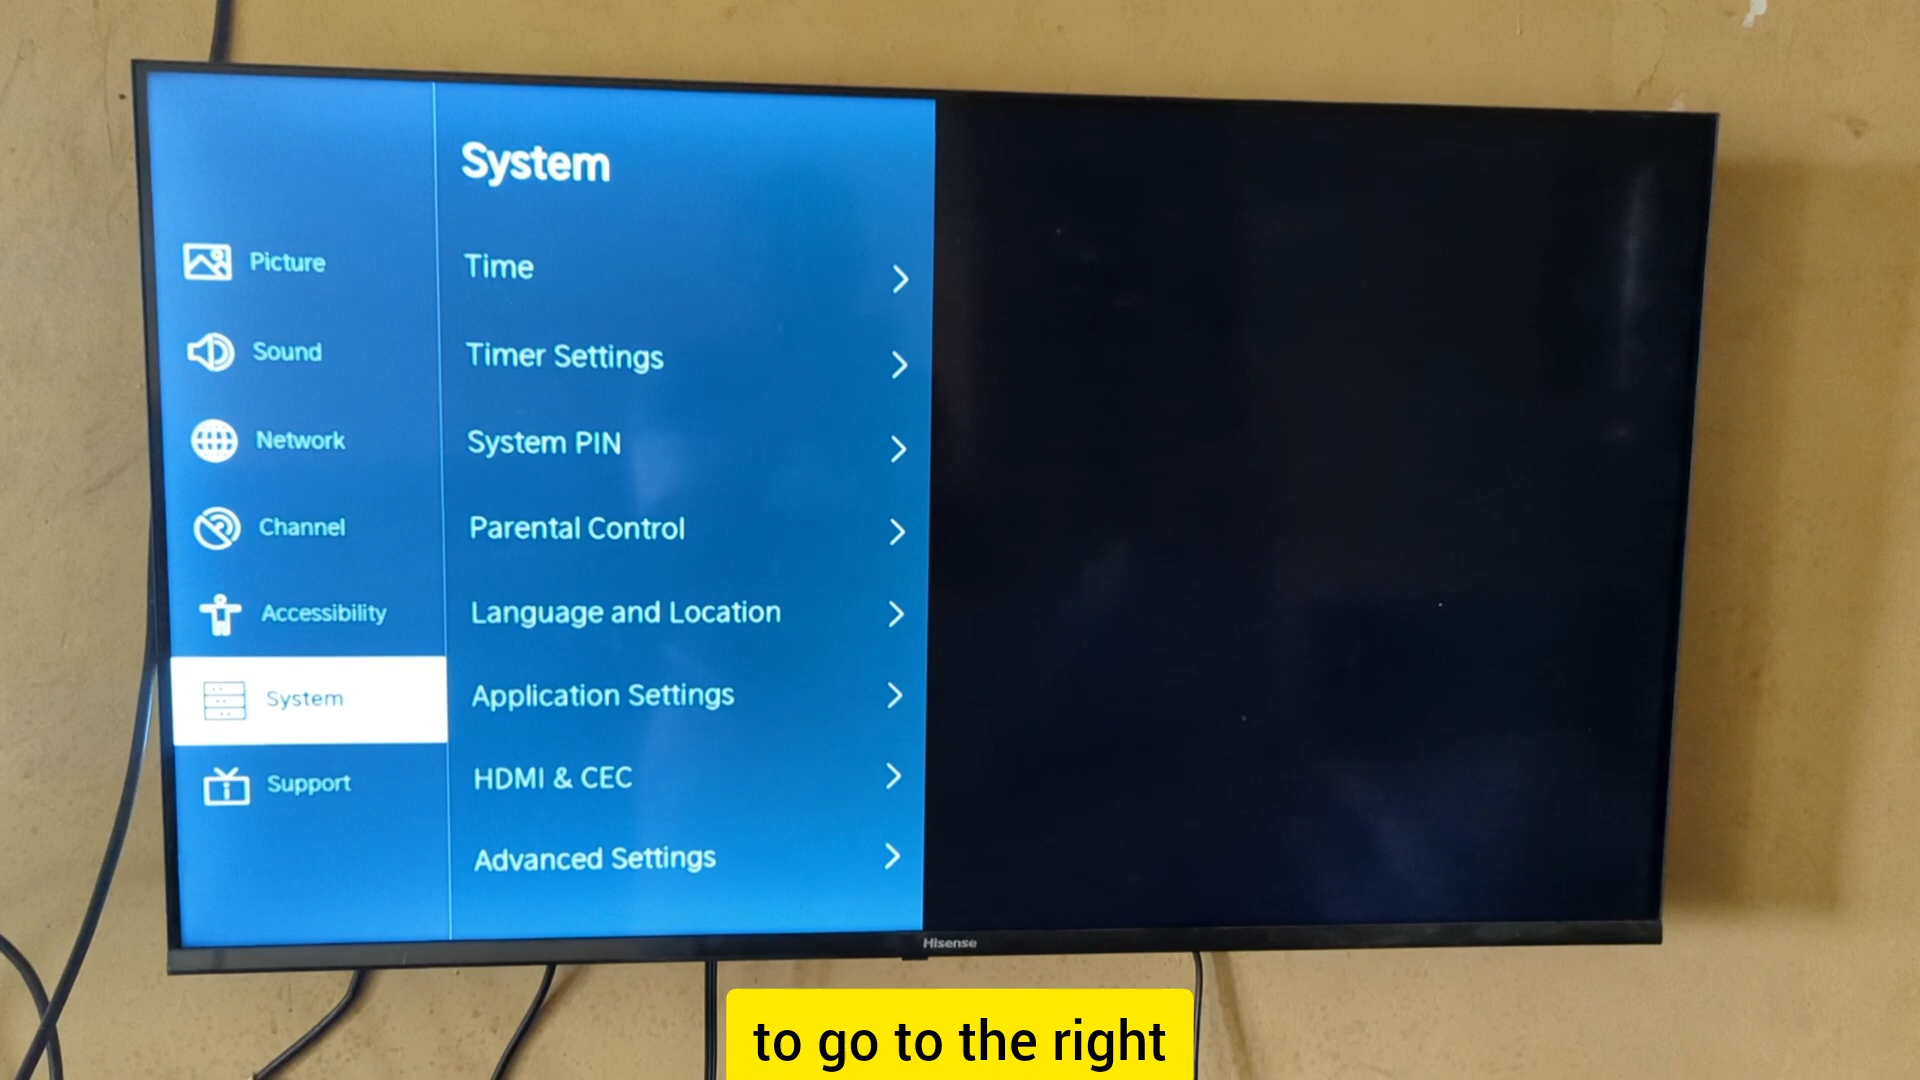 System
Picture
Sound
Network
Channel
Accessibility
System
Support
Time
Timer Settings
System PIN
Parental Control
Language and Location
Application Settings
HDMI & CEC
Advanced Settings
Hisense
to go to the right